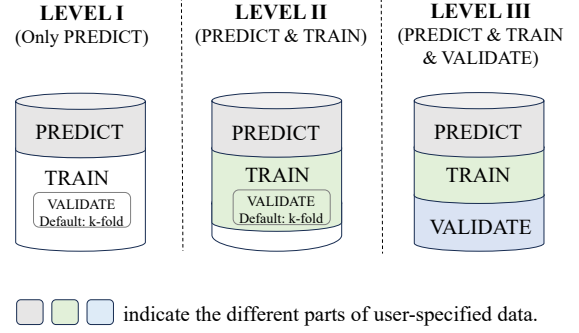 LEVEL I
(Only PREDICT)
PREDICT
TRAIN
VALIDATE
Default: k-fold
LEVEL II
(PREDICT & TRAIN)
PREDICT
TRAIN
VALIDATE
Default: k-fold
LEVEL III
(PREDICT & TRAIN
& VALIDATE)
PREDICT
TRAIN
VALIDATE
indicate the different parts of user-specified data.